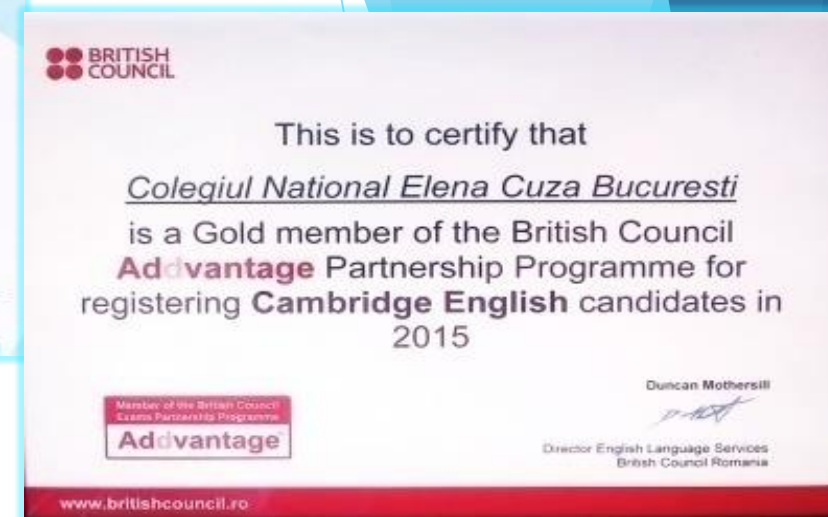 BRITISH
COUNCIL
This is to certify that
Colegiul National Elena Cuza Bucuresti
is a Gold member of the British Council
Addvantage Partnership Programme for
registering Cambridge English candidates in
2015
Duncan Mothersill
Member of the British Council
Exams Partnership Programme
Addvantage
Director English Language Services
British Council Romania
www.britishcouncil.ro